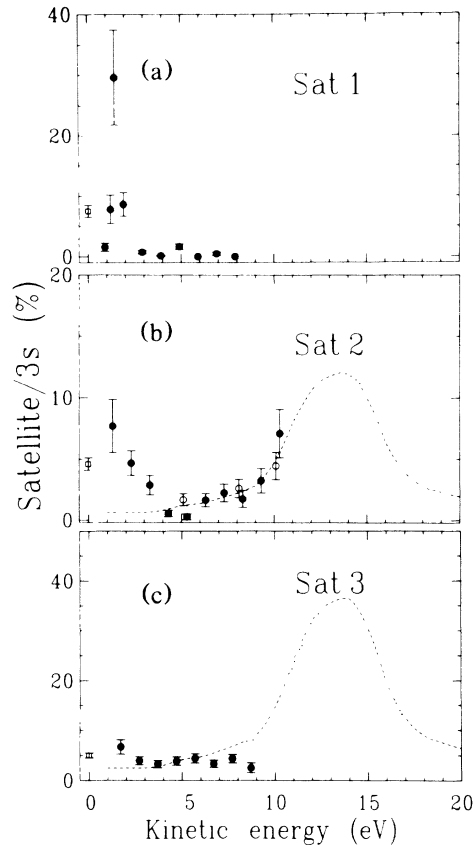 40
(a)
Sat 1
20
0
20
(b)
Sat 2
10
0
Satellite/3s (%)
(c)
Sat 3
40
20
0
0 5 10 15 20
Kinetic energy (eV)